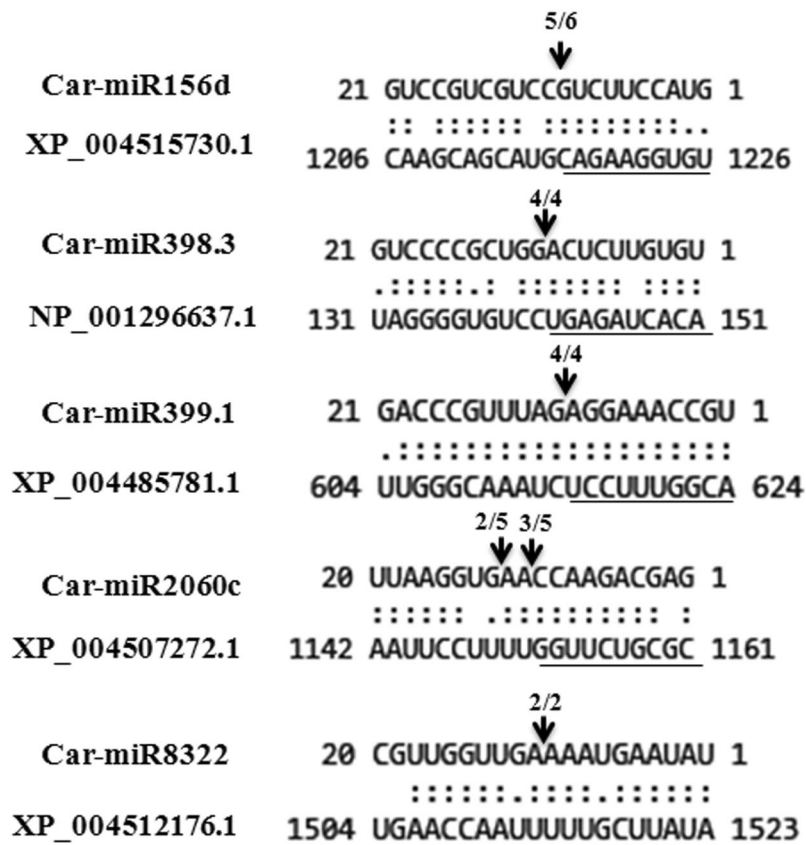 5/6
Car-miR156d 21 GUCCGUCGUCCGUCUUCCAUG 1
:: :::::: :::::::::..
XP_004515730.1 1206 CAAGCAGCAUGCAGAAGGUGU 1226
4/4
Car-miR398.3 21 GUCCCCGCUGGACUCUUGUGU 1
.:::::.: ::::::: ::::
NP_001296637.1 131 UAGGGGUGUCCUGAGAUCACA 151
4/4
Car-miR399.1 21 GACCCGUUUAGAGGAAACCGU 1
.::::::::::::::::::::
XP_004485781.1 604 UUGGGCAAAUCUCCUUUGGCA 624
2/5 3/5
Car-miR2060c 20 UUAAGGUGAACCAAGACGAG 1
:::::: .:::::::::: :
XP_004507272.1 1142 AAUUCCUUUUGGUUCUGCGC 1161
2/2
Car-miR8322 20 CGUUGGUUGAAAAUGAAUAU 1
::::::.::::.::::::
XP_004512176.1 1504 UGAACCAAUUUUUGCUUAUA 1523